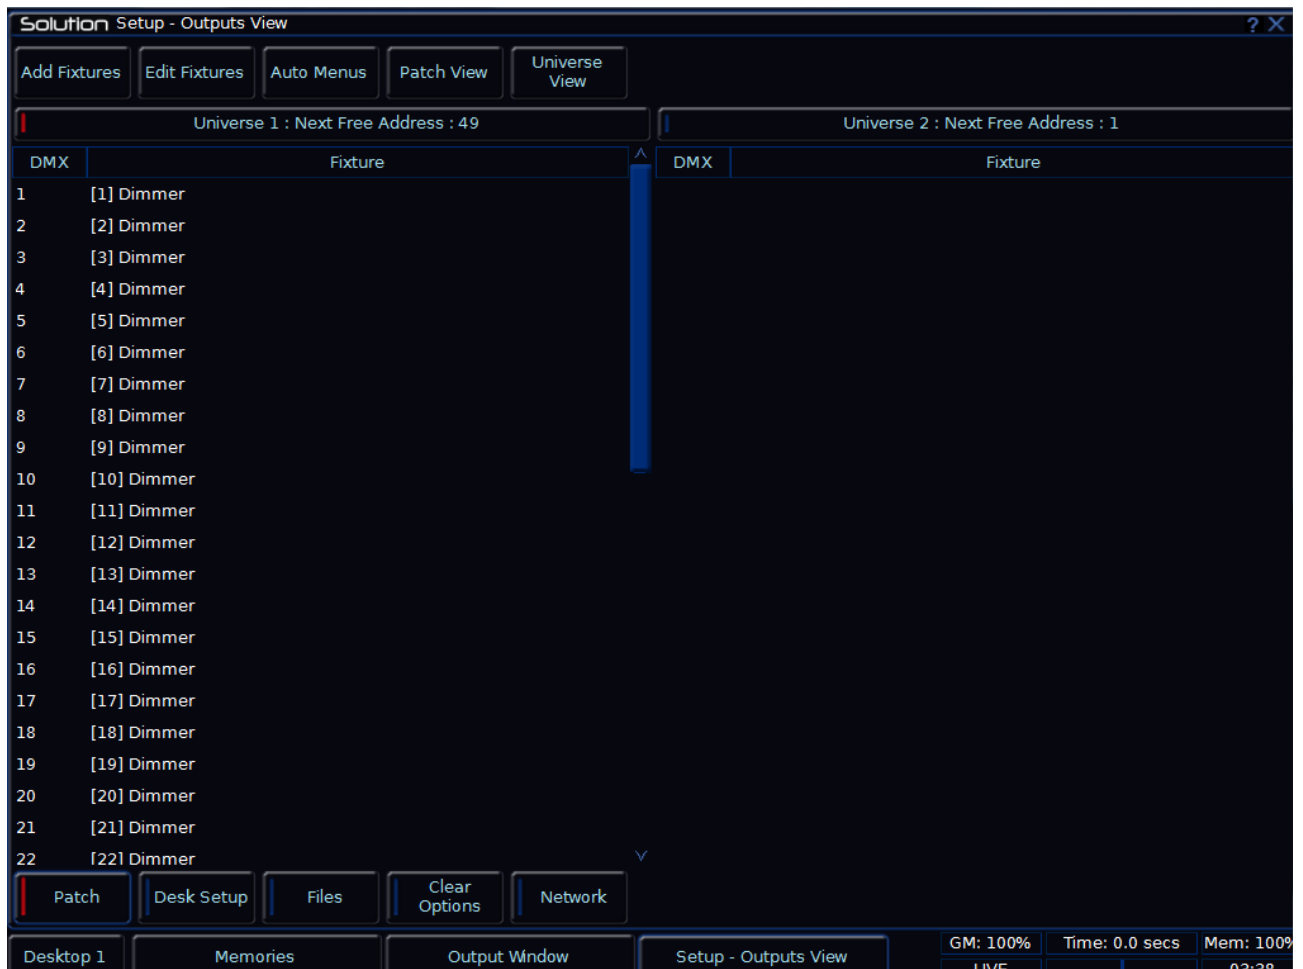 Solution Setup - Outputs View ? X
Add Fixtures Edit Fixtures Auto Menus Patch View Universe View
Universe 1 : Next Free Address : 49 Universe 2 : Next Free Address : 1
DMX Fixture DMX Fixture
1 [1] Dimmer
2 [2] Dimmer
3 [3] Dimmer
4 [4] Dimmer
5 [5] Dimmer
6 [6] Dimmer
7 [7] Dimmer
8 [8] Dimmer
9 [9] Dimmer
10 [10] Dimmer
11 [11] Dimmer
12 [12] Dimmer
13 [13] Dimmer
14 [14] Dimmer
15 [15] Dimmer
16 [16] Dimmer
17 [17] Dimmer
18 [18] Dimmer
19 [19] Dimmer
20 [20] Dimmer
21 [21] Dimmer
22 [22] Dimmer
Patch Desk Setup Files Clear Options Network
Desktop 1 Memories Output Window Setup - Outputs View GM: 100% Time: 0.0 secs Mem: 100%
LIVE 03:38